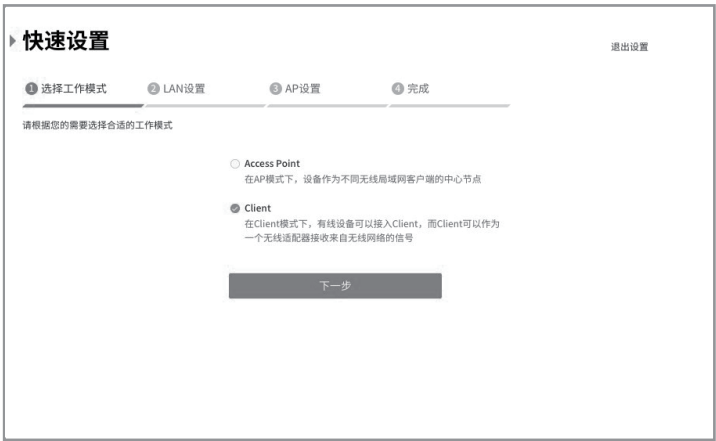 快速设置
退出设置
1 选择工作模式 2 LAN设置 3 AP设置 4 完成
请根据您的需要选择合适的工作模式
Access Point
在AP模式下，设备作为不同无线局域网客户端的中心节点
Client
在Client模式下，有线设备可以接入Client，而Client可以作为
一个无线适配器接收来自无线网络的信号
下一步